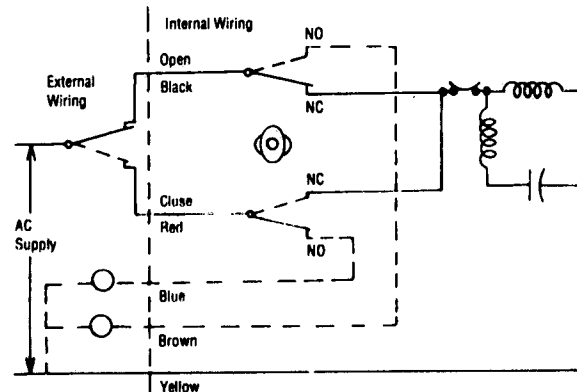 Internal Wiring
NO
Open
External
Wiring
Black
NC
Cluse
NC
Red
AC
Supply
NO
Blue
Brown
Yellow